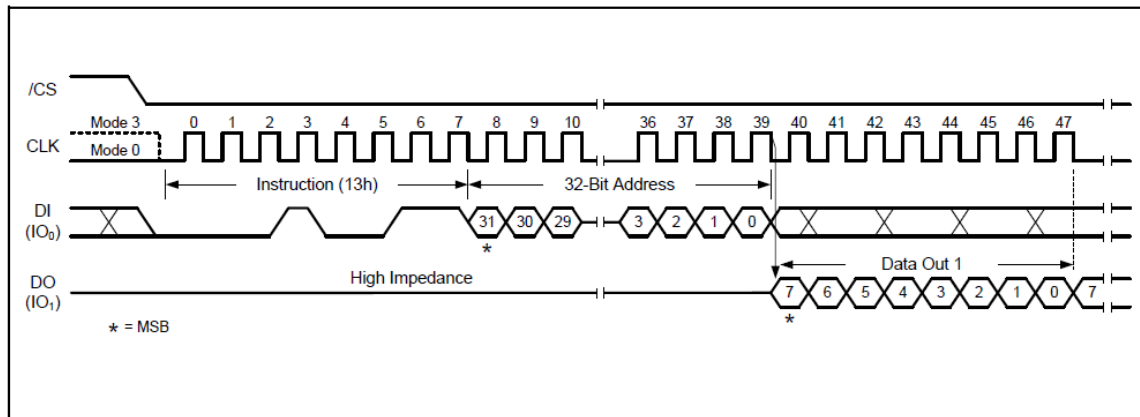 /CS
Mode 3 0 1 2 3 4 5 6 7 8 9 10 36 37 38 39 40 41 42 43 44 45 46 47
CLK
Mode 0
Instruction (13h) 32-Bit Address
DI
(IO₀)
31 30 29 3 2 1 0
*
Data Out 1
High Impedance
DO
(IO₁)
7 6 5 4 3 2 1 0 7
*
* = MSB